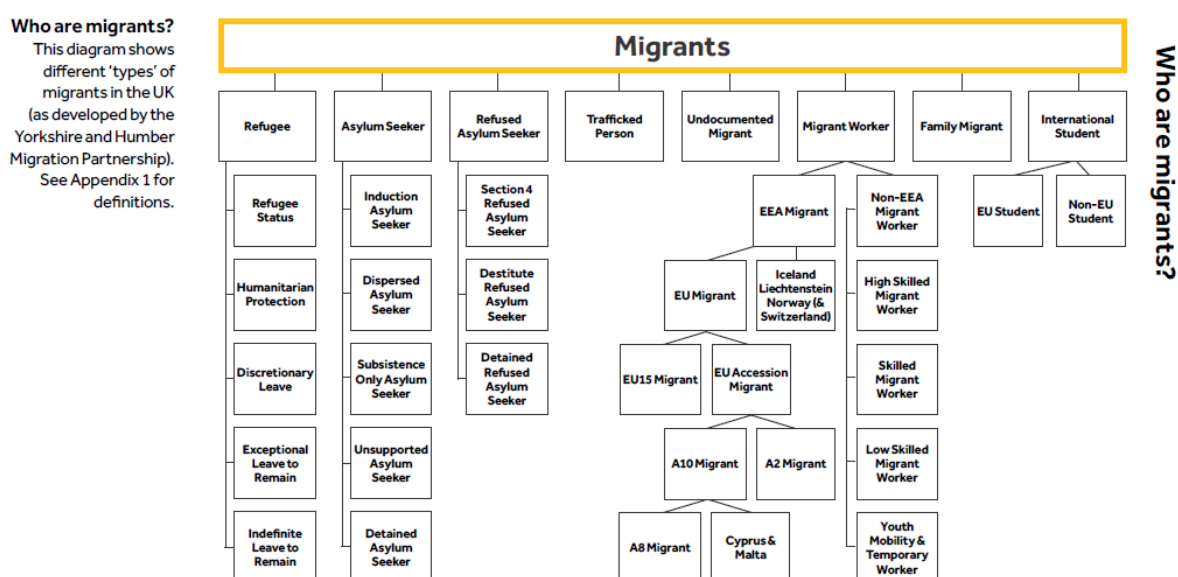 Who are migrants?
This diagram shows
different ‘types’ of
migrants in the UK
(as developed by the
Yorkshire and Humber
Migration Partnership).
See Appendix 1 for
definitions.
Migrants
Who are migrants?
Refugee
Asylum Seeker
Refused
Asylum Seeker
Trafficked
Person
Undocumented
Migrant
Migrant Worker
Family Migrant
International
Student
Refugee
Status
Induction
Asylum
Seeker
Section 4
Refused
Asylum
Seeker
EEA Migrant
Non-EEA
Migrant
Worker
EU Student
Non-EU
Student
Humanitarian
Protection
Dispersed
Asylum
Seeker
Destitute
Refused
Asylum
Seeker
EU Migrant
Iceland
Liechtenstein
Norway (&
Switzerland)
High Skilled
Migrant
Worker
Discretionary
Leave
Subsistence
Only Asylum
Seeker
Detained
Refused
Asylum
Seeker
EU15 Migrant
EU Accession
Migrant
Skilled
Migrant
Worker
Exceptional
Leave to
Remain
Unsupported
Asylum
Seeker
A10 Migrant
A2 Migrant
Low Skilled
Migrant
Worker
Indefinite
Leave to
Remain
Detained
Asylum
Seeker
A8 Migrant
Cyprus &
Malta
Youth
Mobility &
Temporary
Worker